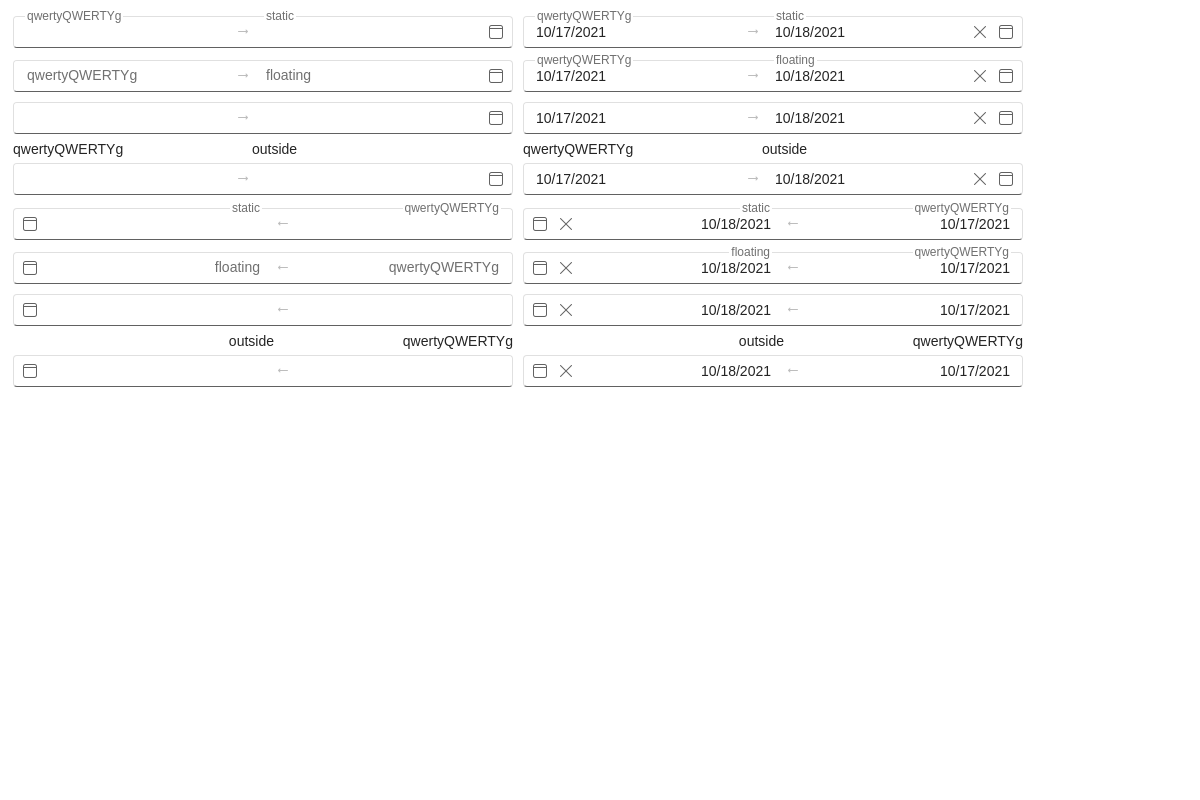 qwertyQWERTYg static qwertyQWERTYg static
→ 10/17/2021 → 10/18/2021
qwertyQWERTYg floating
qwertyQWERTYg → floating 10/17/2021 → 10/18/2021
→ 10/17/2021 → 10/18/2021
qwertyQWERTYg outside qwertyQWERTYg outside
→ 10/17/2021 → 10/18/2021
static qwertyQWERTYg static qwertyQWERTYg
← 10/18/2021 ← 10/17/2021
floating qwertyQWERTYg
floating ← qwertyQWERTYg 10/18/2021 ← 10/17/2021
← 10/18/2021 ← 10/17/2021
outside qwertyQWERTYg outside qwertyQWERTYg
← 10/18/2021 ← 10/17/2021